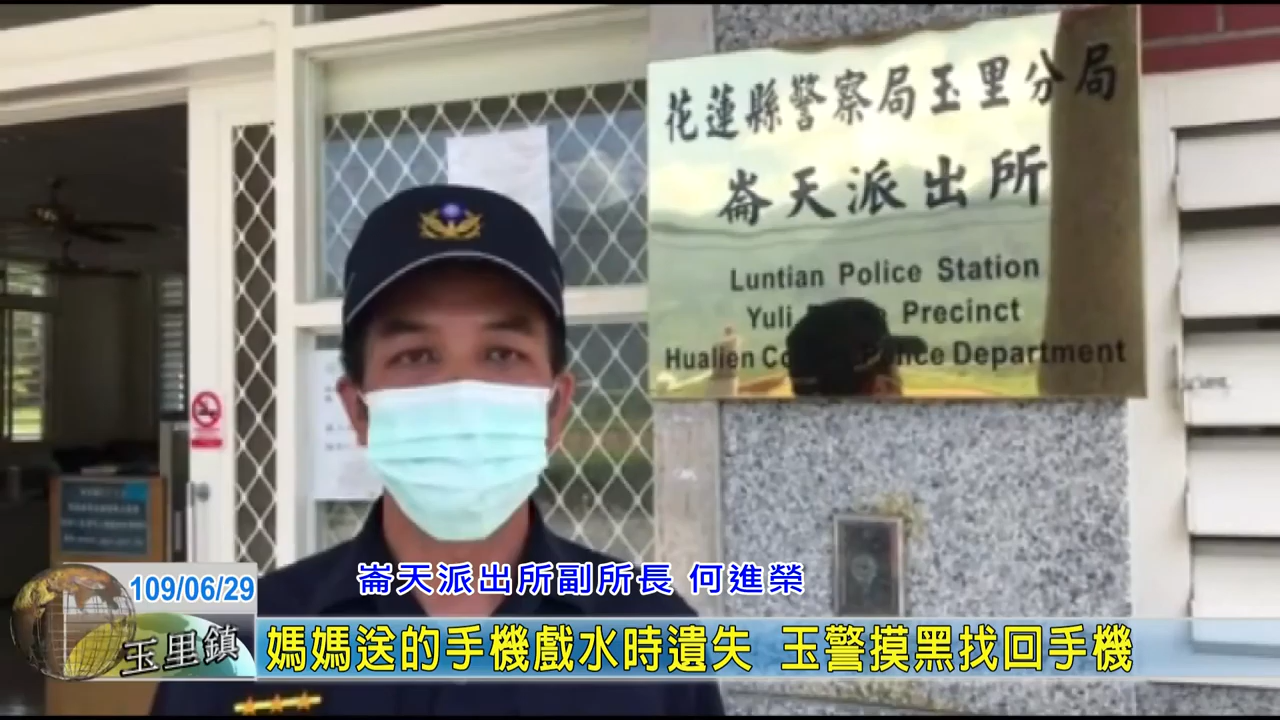 花蓮縣警察局玉里分局
崙天派出所
Luntian Police Station
Yuli Precinct
Hualien Police Department
崙天派出所副所長 何進榮
109/06/29
玉里鎮
媽媽送的手機戲水時遺失 玉警摸黑找回手機